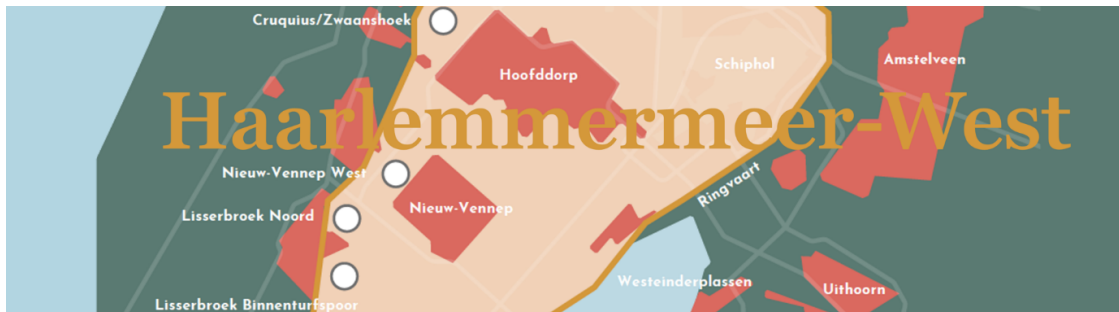 Cruquius/Zwaanshoek
Hoofddorp
Schiphol
Amstelveen
Haarlemmermeer-West
Nieuw-Vennep West
Ringvaart
Nieuw-Vennep
Lisserbroek Noord
Westeinderplassen
Uithoorn
Lisserbroek Binnenturfspoor